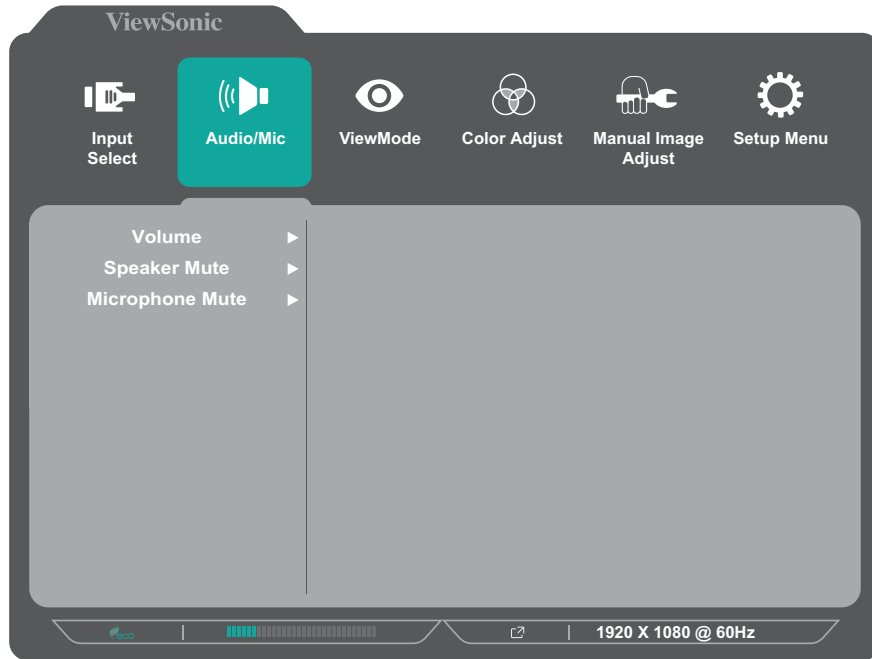 ViewSonic
Input Select
Audio/Mic
ViewMode
Color Adjust
Manual Image Adjust
Setup Menu
Volume
Speaker Mute
Microphone Mute
eco
1920 X 1080 @ 60Hz